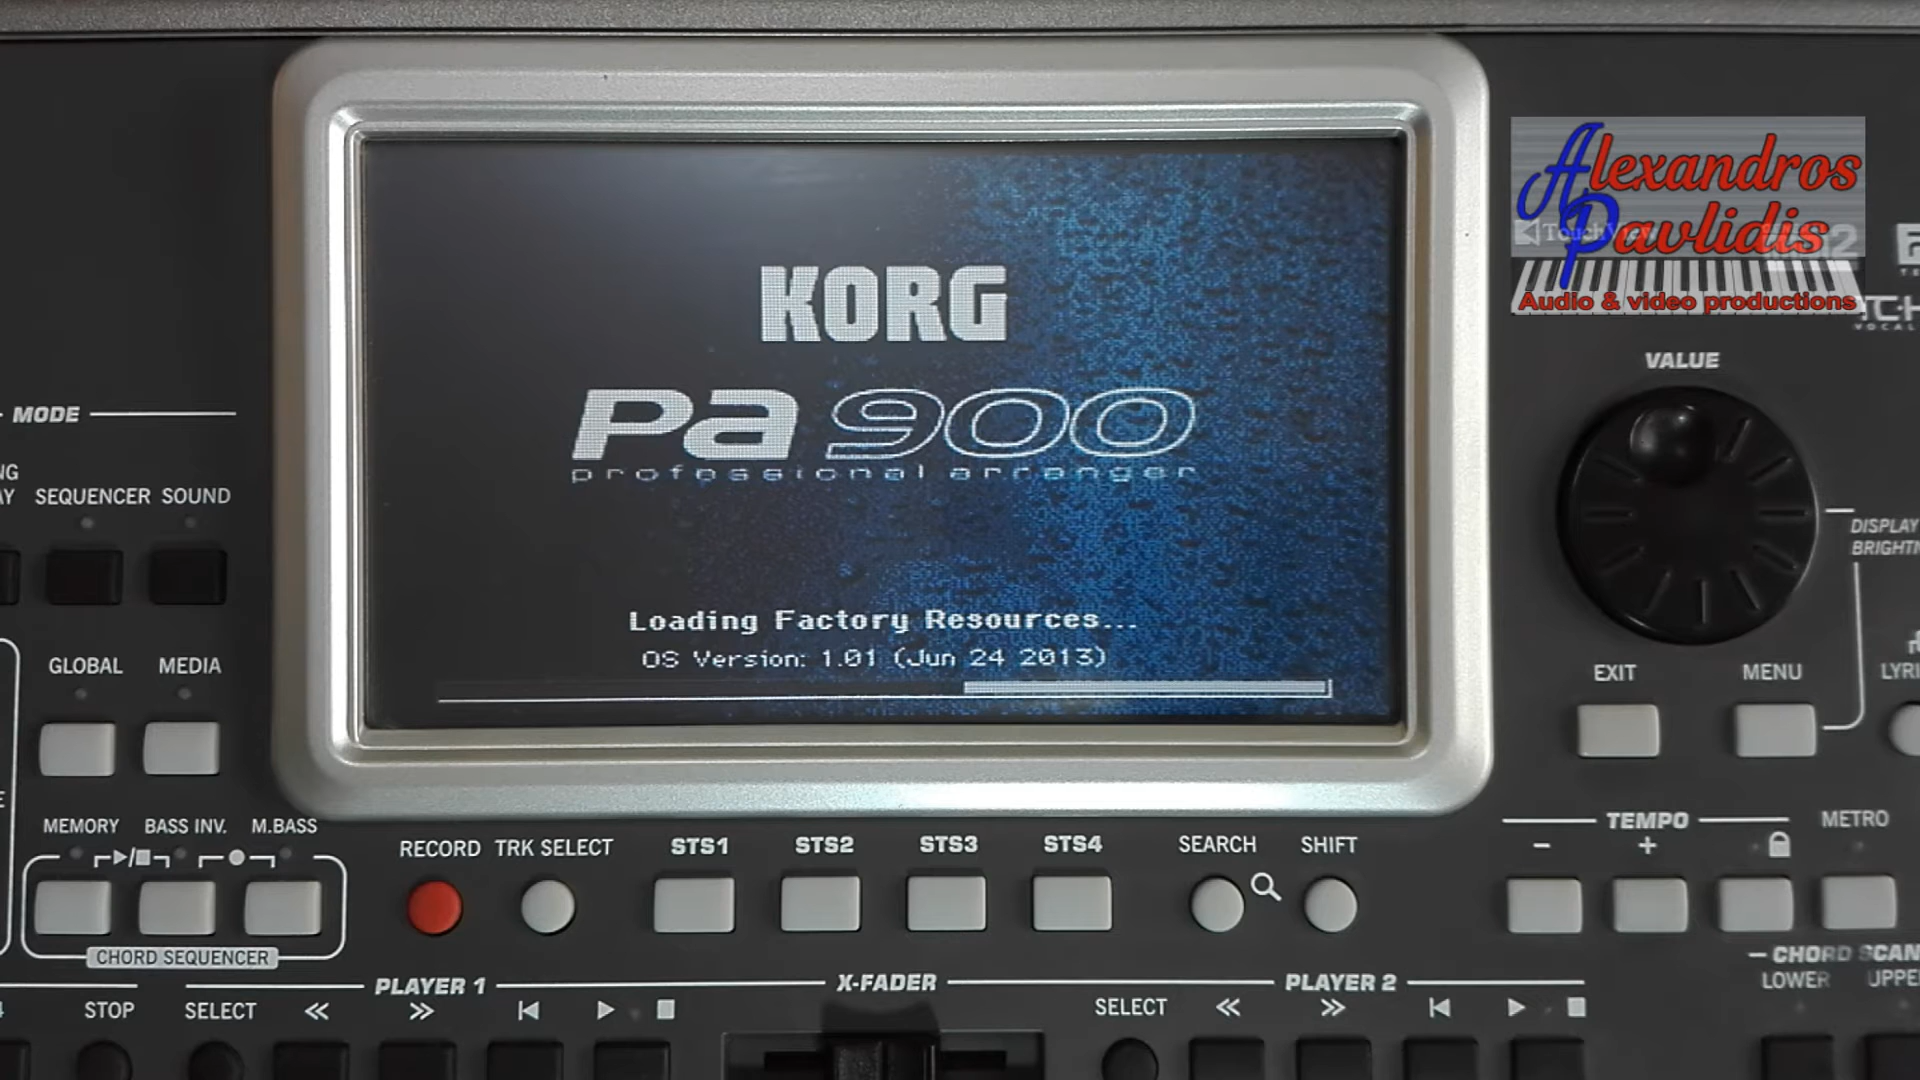 Alexandros
Pavlidis
Audio & video productions
KORG
Pa900
professional arranger
Loading Factory Resources...
OS Version: 1.01 (Jun 24 2013)
VALUE
DISPLAY
EXIT
MENU
MODE
SEQUENCER
SOUND
GLOBAL
MEDIA
MEMORY
BASS INV.
M.BASS
CHORD SEQUENCER
RECORD
TRK SELECT
STS1
STS2
STS3
STS4
SEARCH
SHIFT
- TEMPO +
METRO
CHORD SCAN
LOWER
UPPE
PLAYER 1
X-FADER
PLAYER 2
STOP
SELECT
SELECT